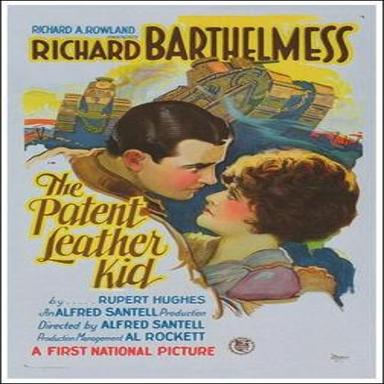 RICHARD A. ROWLAND
RICHARD BARTHELMESS
The
Patent
Leather
Kid
by..... RUPERT HUGHES
An ALFRED SANTELL Production
Directed by ALFRED SANTELL
Production Management AL ROCKETT
A FIRST NATIONAL PICTURE